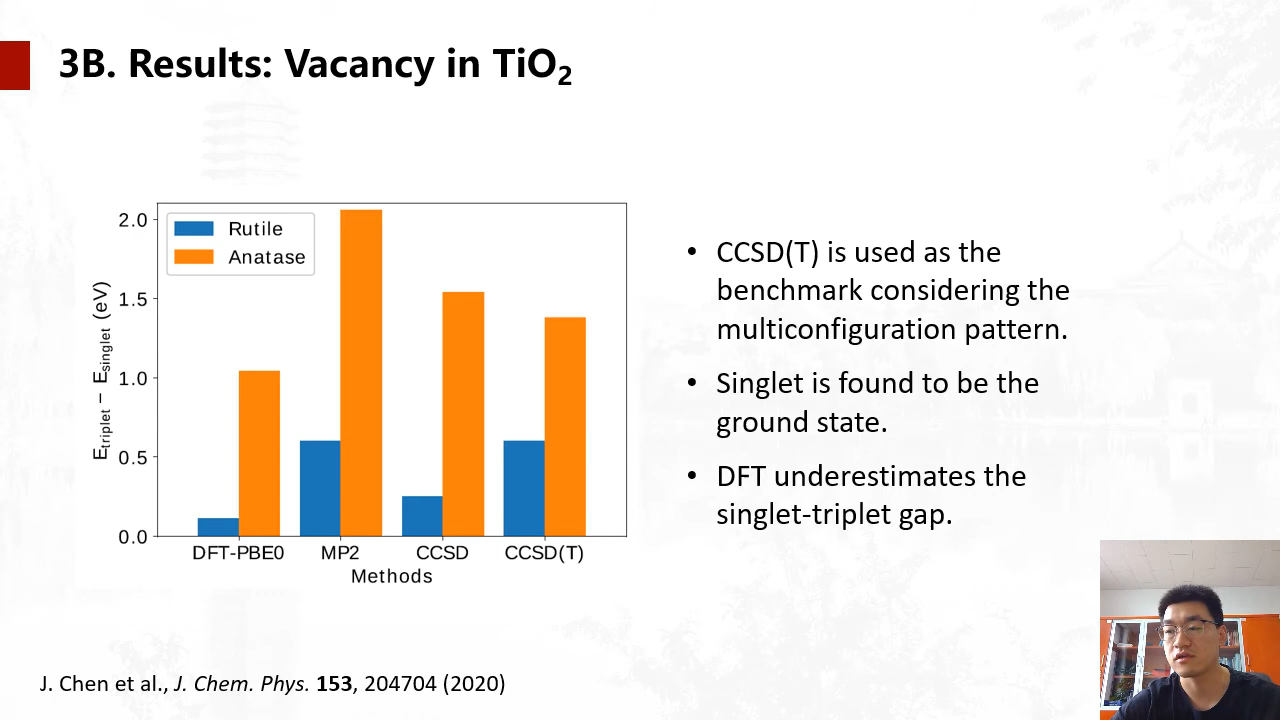 3B. Results: Vacancy in TiO₂
2.0
1.5
1.0
0.5
0.0
E_triplet − E_singlet (eV)
Rutile
Anatase
DFT-PBE0 MP2 CCSD CCSD(T)
Methods
• CCSD(T) is used as the
benchmark considering the
multiconfiguration pattern.
• Singlet is found to be the
ground state.
• DFT underestimates the
singlet-triplet gap.
J. Chen et al., J. Chem. Phys. 153, 204704 (2020)